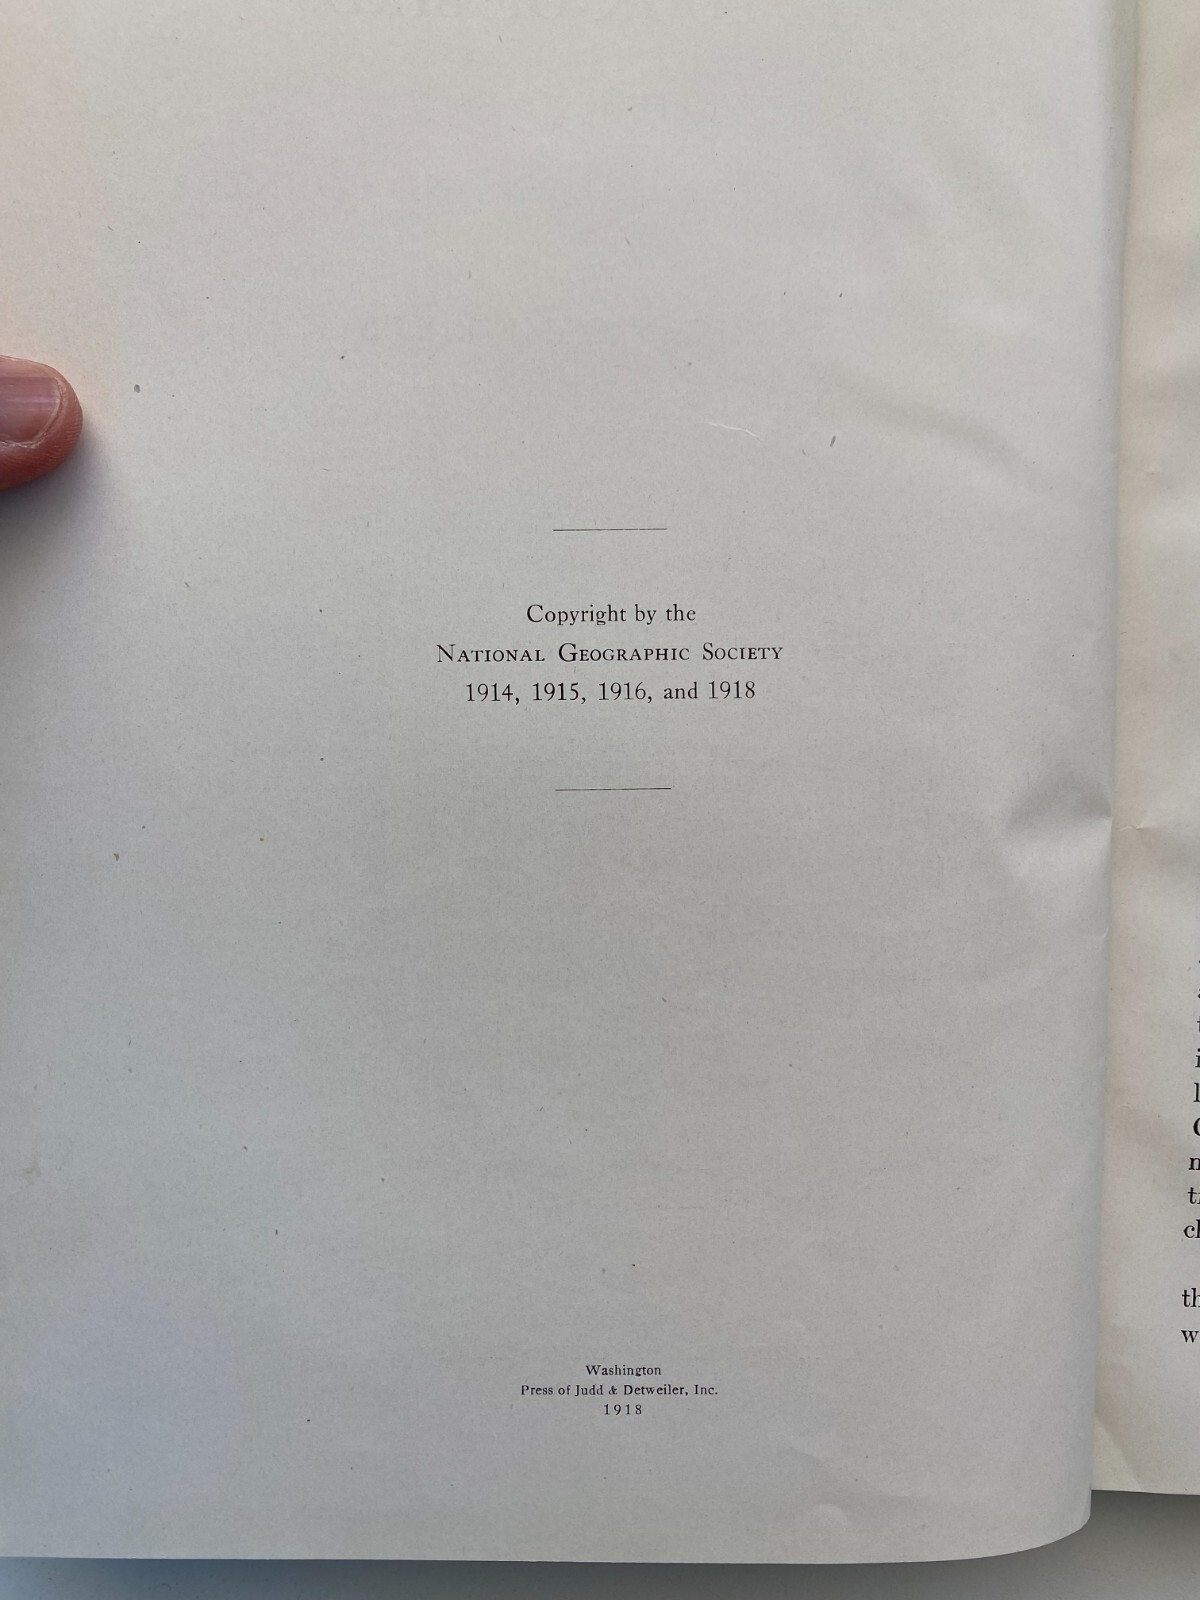 Copyright by the
National Geographic Society
1914, 1915, 1916, and 1918
Washington
Press of Judd & Detweiler, Inc.
1918